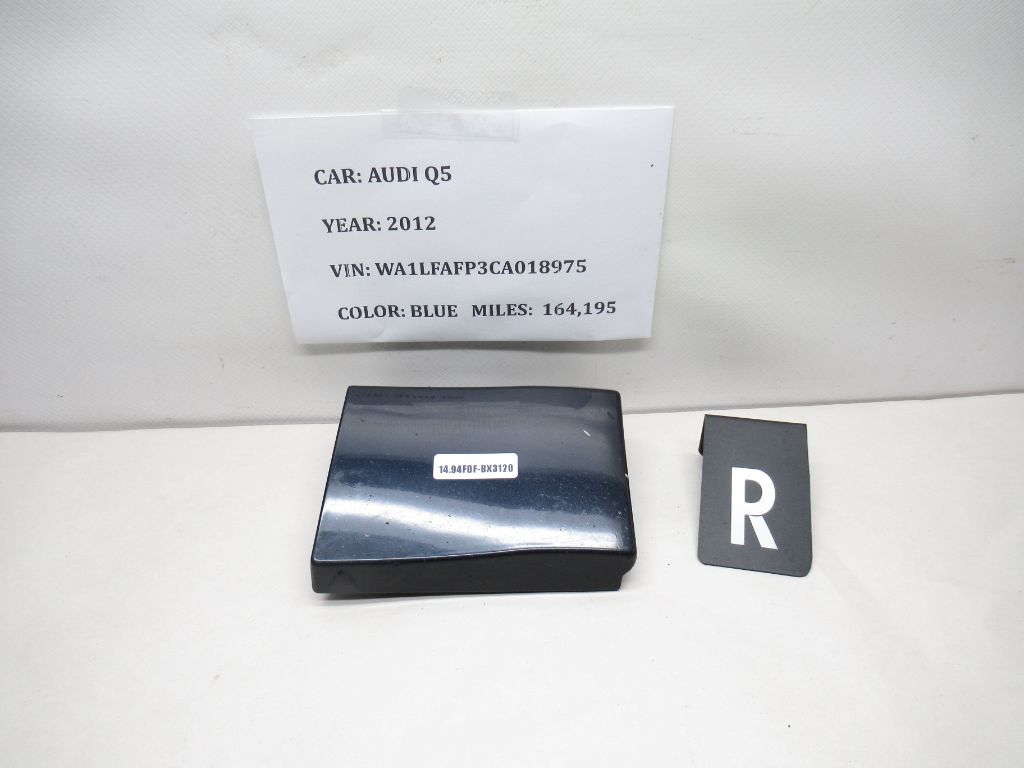 CAR: AUDI Q5
YEAR: 2012
VIN: WA1LFAFP3CA018975
COLOR: BLUE MILES: 164,195
14.94FDF-BX3120
R